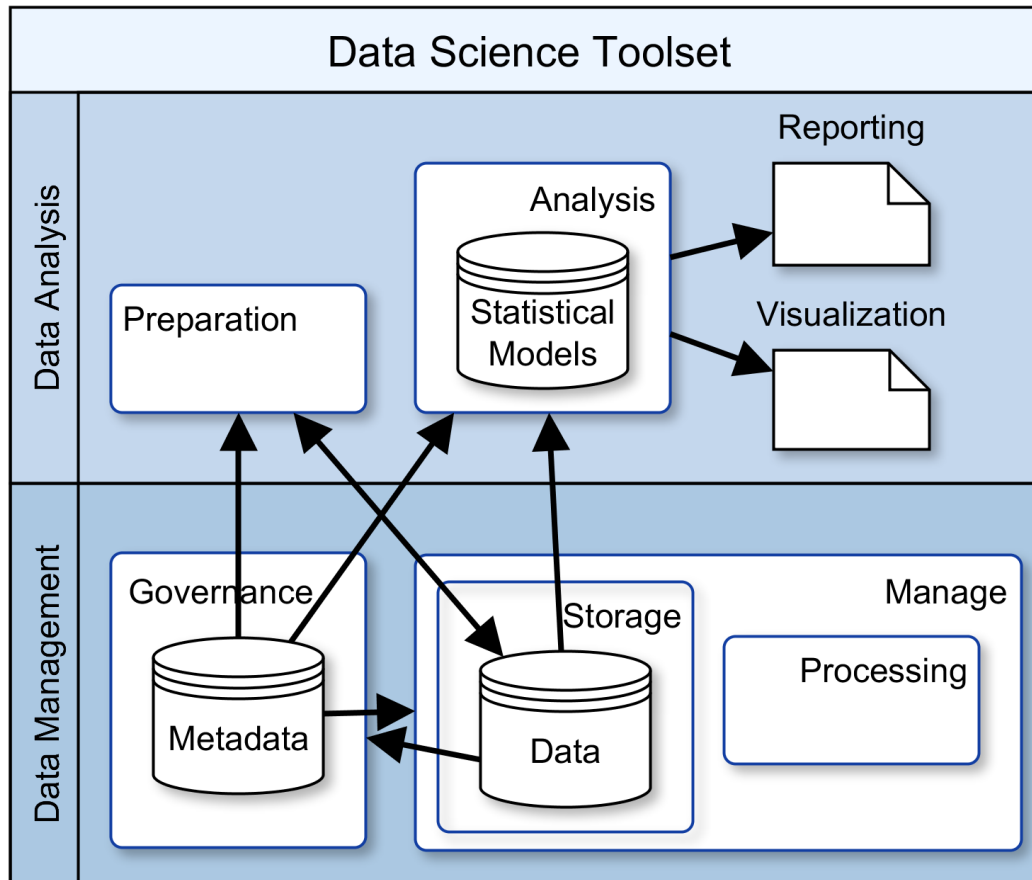 Data Science Toolset
Data Analysis
Reporting
Analysis
Statistical
Models
Preparation
Visualization
Data Management
Governance
Metadata
Manage
Storage
Data
Processing